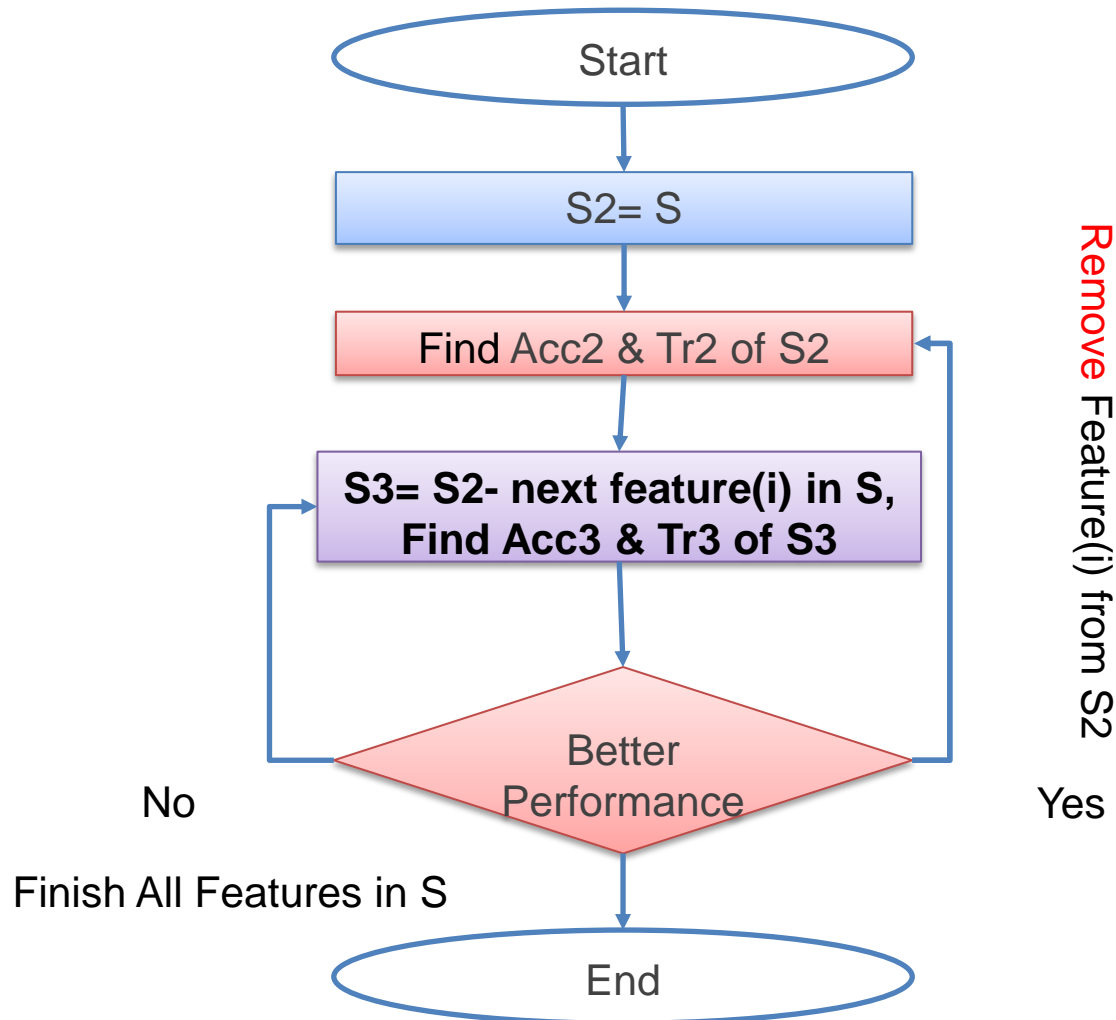 Start
S2= S
Find Acc2 & Tr2 of S2
S3= S2- next feature(i) in S,
Find Acc3 & Tr3 of S3
Better
Performance
No
Yes
Remove Feature(i) from S2
Finish All Features in S
End